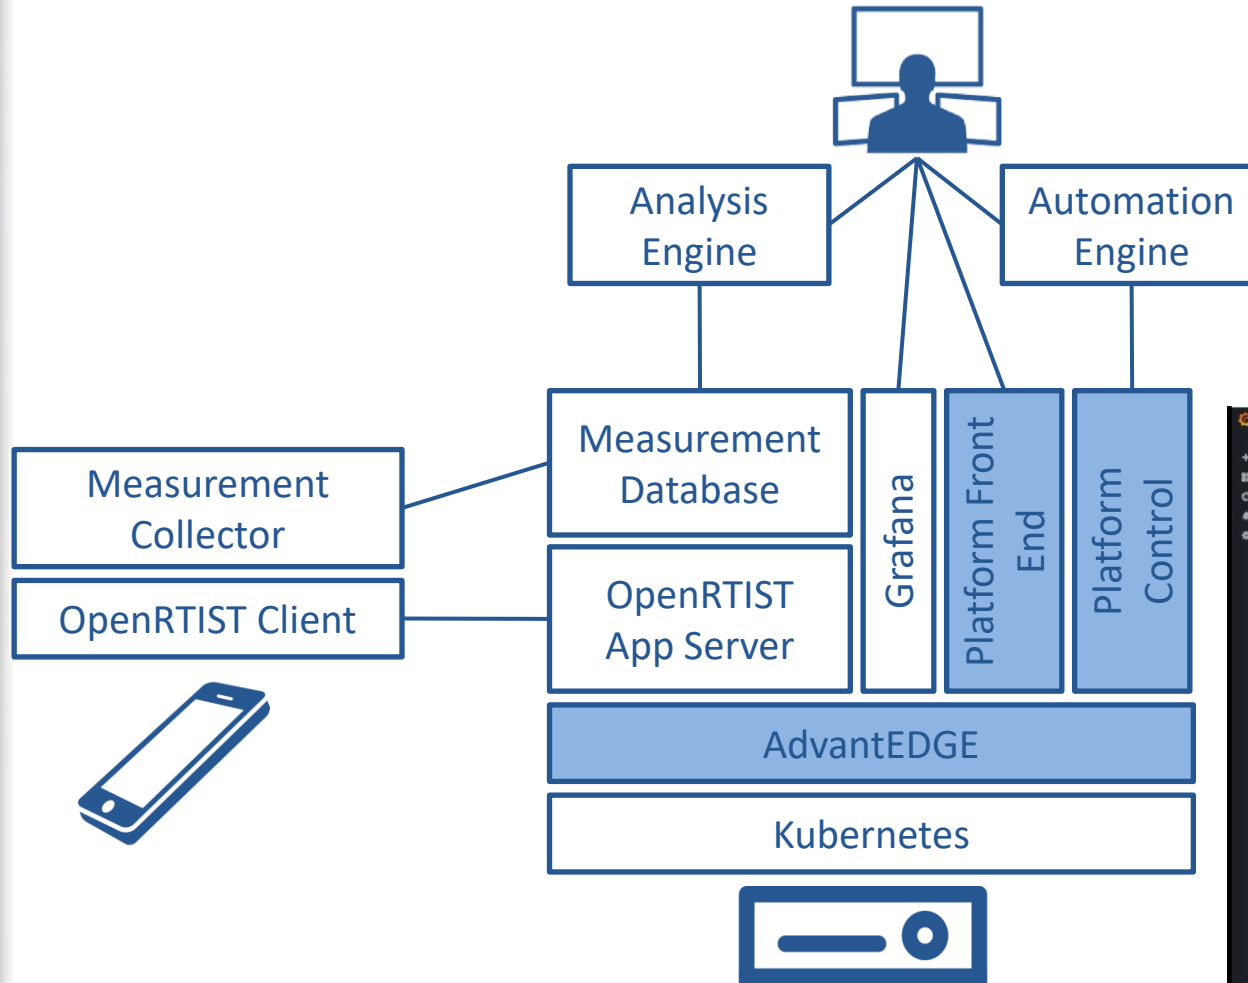 Analysis
Engine
Automation
Engine
Measurement
Database
Grafana
Platform Front
End
Platform
Control
Measurement
Collector
OpenRTIST Client
OpenRTIST
App Server
AdvantEDGE
Kubernetes